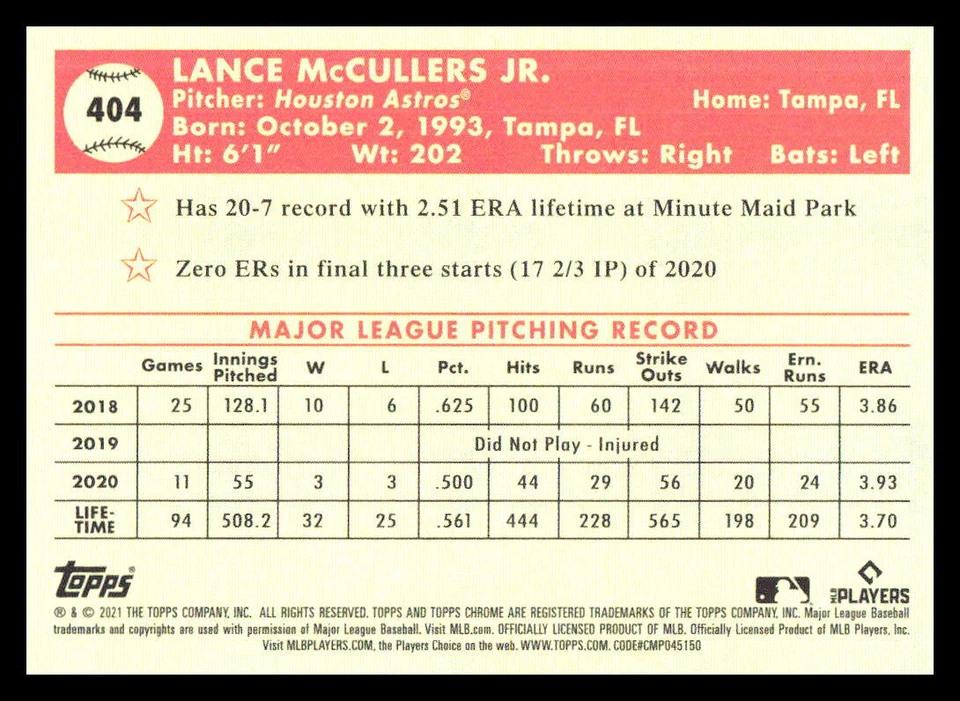 404
LANCE McCULLERS JR.
Pitcher: Houston Astros® Home: Tampa, FL
Born: October 2, 1993, Tampa, FL
Ht: 6'1" Wt: 202 Throws: Right Bats: Left
Has 20-7 record with 2.51 ERA lifetime at Minute Maid Park
Zero ERs in final three starts (17 2/3 IP) of 2020
MAJOR LEAGUE PITCHING RECORD
Games Innings Pitched W L Pct. Hits Runs Strike Outs Walks Ern. Runs ERA
2018 25 128.1 10 6 .625 100 60 142 50 55 3.86
2019 Did Not Play - Injured
2020 11 55 3 3 .500 44 29 56 20 24 3.93
LIFE-TIME 94 508.2 32 25 .561 444 228 565 198 209 3.70
Topps® MLB PLAYERS
® & © 2021 THE TOPPS COMPANY, INC. ALL RIGHTS RESERVED. TOPPS AND TOPPS CHROME ARE REGISTERED TRADEMARKS OF THE TOPPS COMPANY, INC. Major League Baseball
trademarks and copyrights are used with permission of Major League Baseball. Visit MLB.com. OFFICIALLY LICENSED PRODUCT OF MLB. Officially Licensed Product of MLB Players, Inc.
Visit MLBPLAYERS.COM, the Players Choice on the web. WWW.TOPPS.COM. CODE#CMP045150